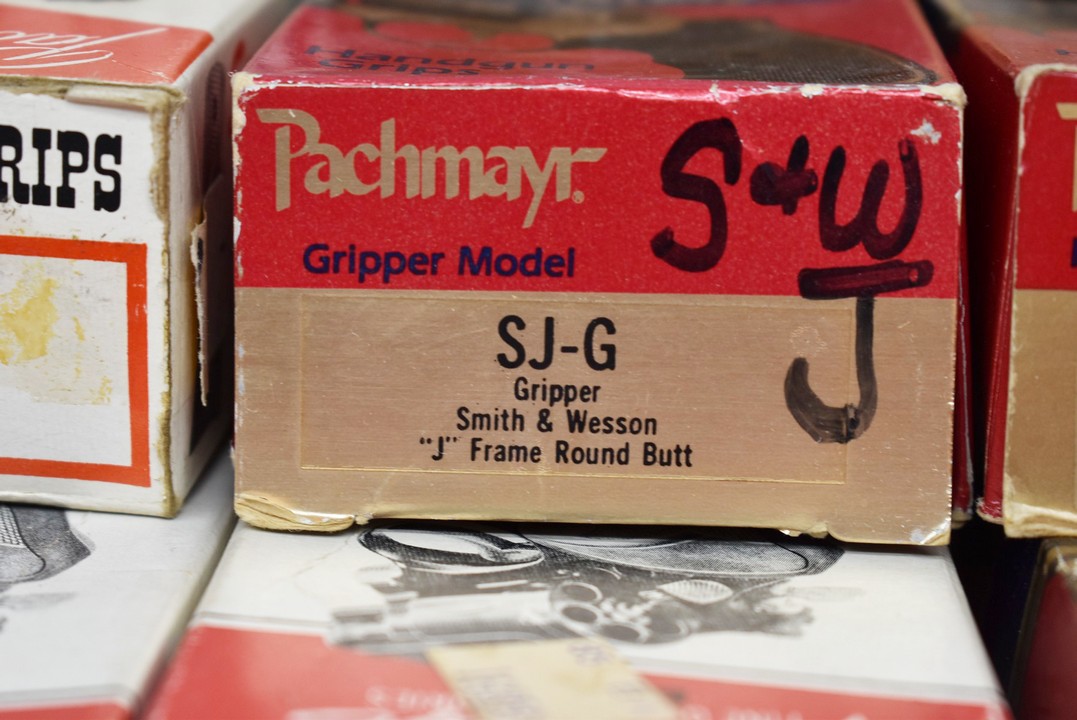 Handgun
Grips
Pachmayr®
Gripper Model
S+W
J
SJ-G
Gripper
Smith & Wesson
"J" Frame Round Butt
RIPS